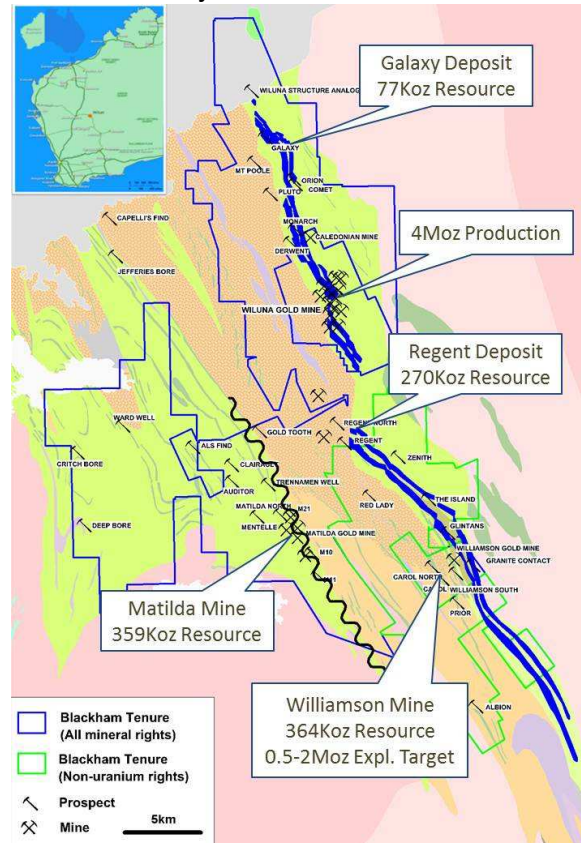 Galaxy Deposit
77Koz Resource
WILUNA STRUCTURE ANALOG
GALAXY
MT POOLE
ORION
COMET
PLUTO
CAPELLI'S FIND
MONARCH
CALEDONIAN MINE
DERWENT
4Moz Production
JEFFERIES BORE
WILUNA GOLD MINE
Regent Deposit
270Koz Resource
WARD WELL
GOLD TOOTH
REGENT NORTH
REGENT
ALS FIND
ZENITH
CRITCH BORE
CLAIRAULT
TRENNAMEN WELL
AUDITOR
RED LADY
THE ISLAND
MATILDA NORTH
M21
DEEP BORE
MENTELLE
MATILDA GOLD MINE
GLINTANS
M10
WILLIAMSON GOLD MINE
GRANITE CONTACT
CAROL NORTH
WILLIAMSON SOUTH
PRIOR
Matilda Mine
359Koz Resource
Williamson Mine
364Koz Resource
0.5-2Moz Expl. Target
ALBION
Blackham Tenure
(All mineral rights)
Blackham Tenure
(Non-uranium rights)
Prospect
Mine
5km